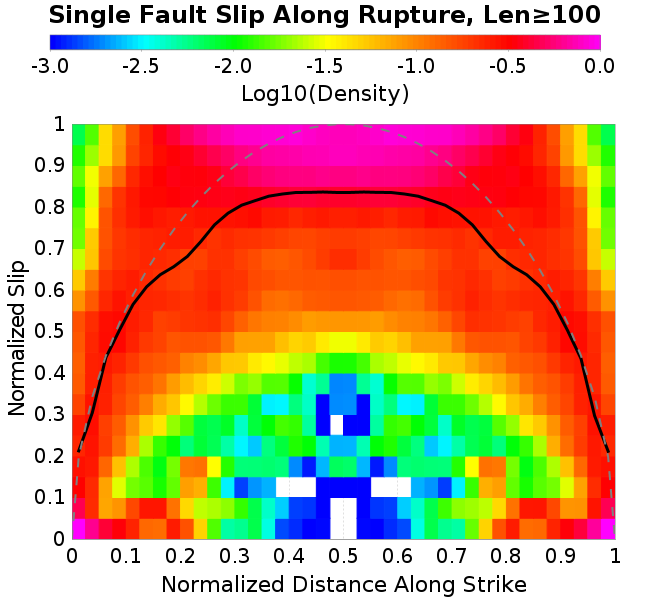 Single Fault Slip Along Rupture, Len≥100
-3.0 -2.5 -2.0 -1.5 -1.0 -0.5 0.0
Log10(Density)
1
0.9
0.8
0.7
0.6
0.5
0.4
0.3
0.2
0.1
0
Normalized Slip
0 0.1 0.2 0.3 0.4 0.5 0.6 0.7 0.8 0.9 1
Normalized Distance Along Strike